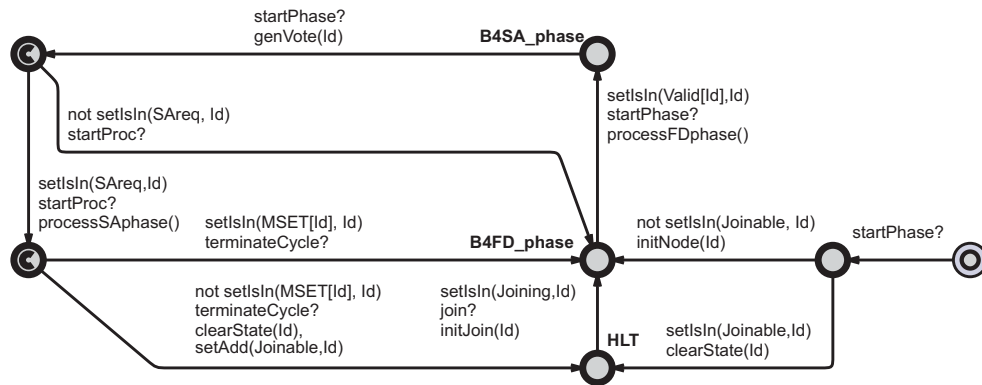 startPhase?
genVote(Id)
B4SA_phase
not setIsIn(SAreq, Id)
startProc?
setIsIn(Valid[Id],Id)
startPhase?
processFDphase()
setIsIn(SAreq,Id)
startProc?
processSAphase()
setIsIn(MSET[Id], Id)
terminateCycle?
B4FD_phase
not setIsIn(Joinable, Id)
initNode(Id)
startPhase?
not setIsIn(MSET[Id], Id)
terminateCycle?
clearState(Id),
setAdd(Joinable,Id)
setIsIn(Joining,Id)
join?
initJoin(Id)
HLT
setIsIn(Joinable,Id)
clearState(Id)